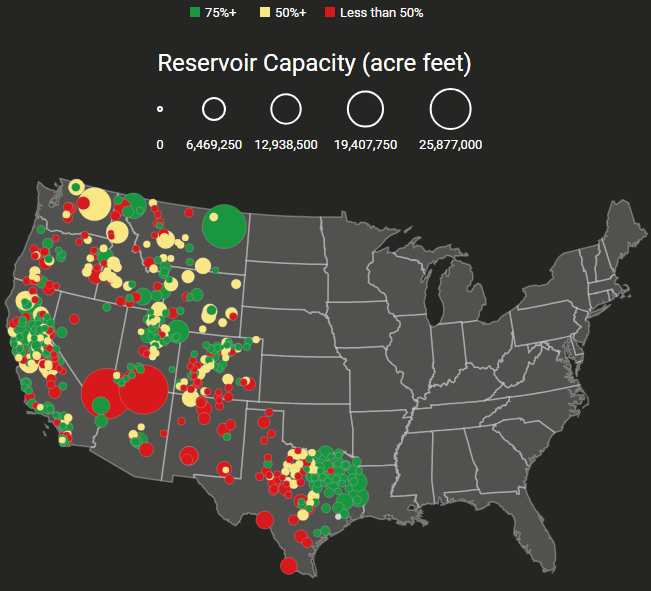 75%+ 50%+ Less than 50%
Reservoir Capacity (acre feet)
0 6,469,250 12,938,500 19,407,750 25,877,000